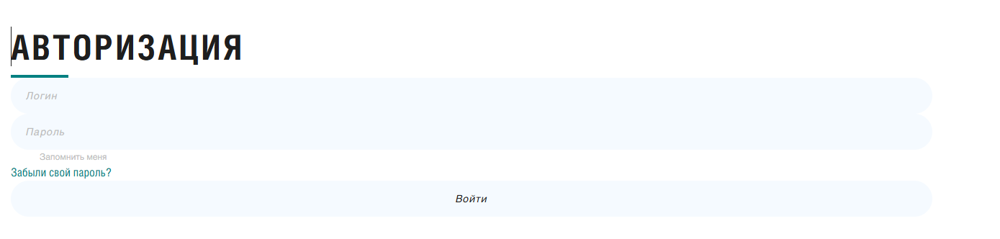 АВТОРИЗАЦИЯ
Логин
Пароль
Запомнить меня
Забыли свой пароль?
Войти